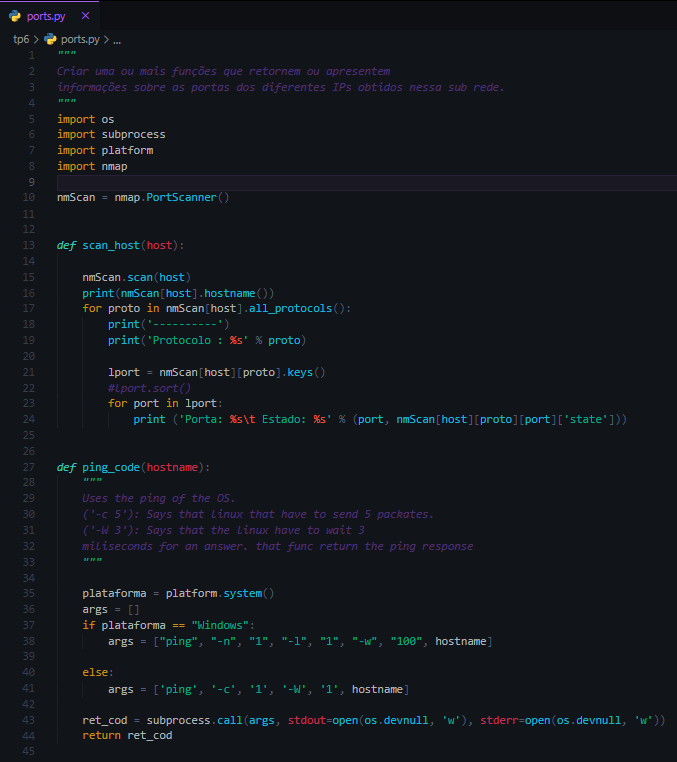 ports.py ×
tp6 > ports.py > ...
1 """
2 Criar uma ou mais funções que retornem ou apresentem
3 informações sobre as portas dos diferentes IPs obtidos nessa sub rede.
4 """
5 import os
6 import subprocess
7 import platform
8 import nmap
9
10 nmScan = nmap.PortScanner()
11
12
13 def scan_host(host):
14
15 nmScan.scan(host)
16 print(nmScan[host].hostname())
17 for proto in nmScan[host].all_protocols():
18 print('----------')
19 print('Protocolo : %s' % proto)
20
21 lport = nmScan[host][proto].keys()
22 #lport.sort()
23 for port in lport:
24 print ('Porta: %s\t Estado: %s' % (port, nmScan[host][proto][port]['state']))
25
26
27 def ping_code(hostname):
28 """
29 Uses the ping of the OS.
30 ('-c 5'): Says that linux that have to send 5 packates.
31 ('-W 3'): Says that the linux have to wait 3
32 miliseconds for an answer. that func return the ping response
33 """
34
35 plataforma = platform.system()
36 args = []
37 if plataforma == "Windows":
38 args = ["ping", "-n", "1", "-l", "1", "-w", "100", hostname]
39
40 else:
41 args = ['ping', '-c', '1', '-W', '1', hostname]
42
43 ret_cod = subprocess.call(args, stdout=open(os.devnull, 'w'), stderr=open(os.devnull, 'w'))
44 return ret_cod
45